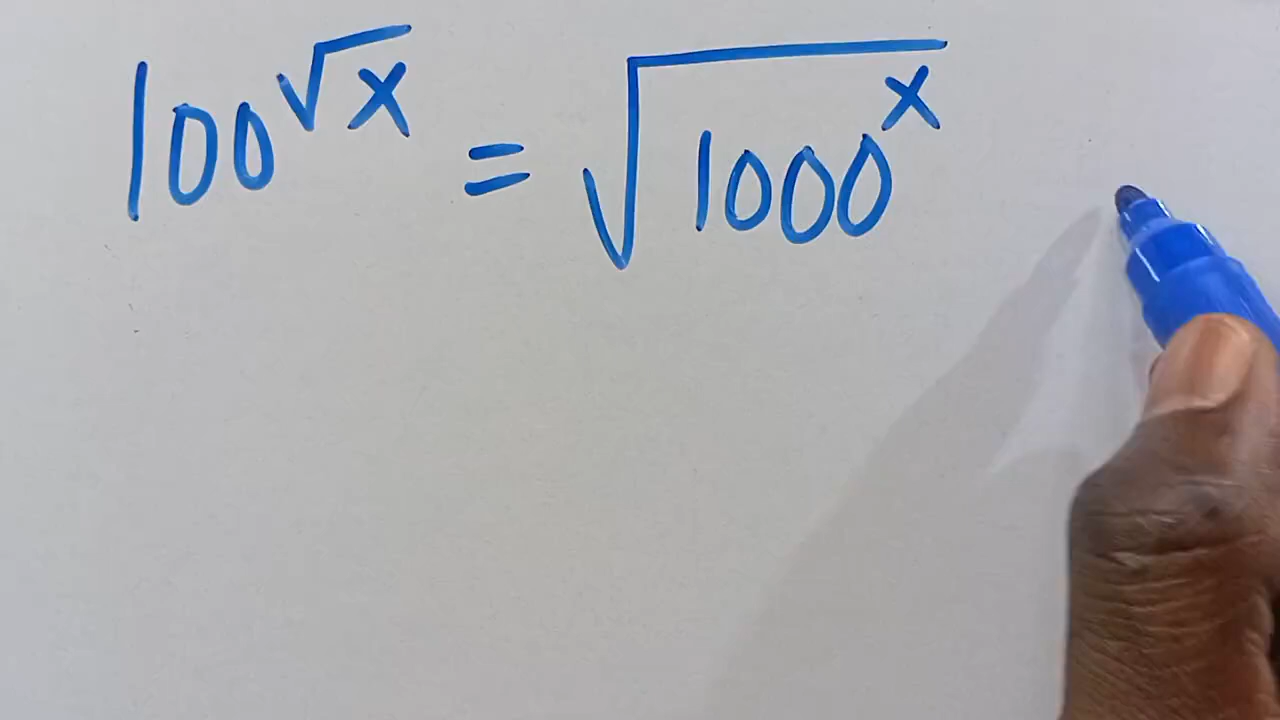 100^√x = √(1000^x)